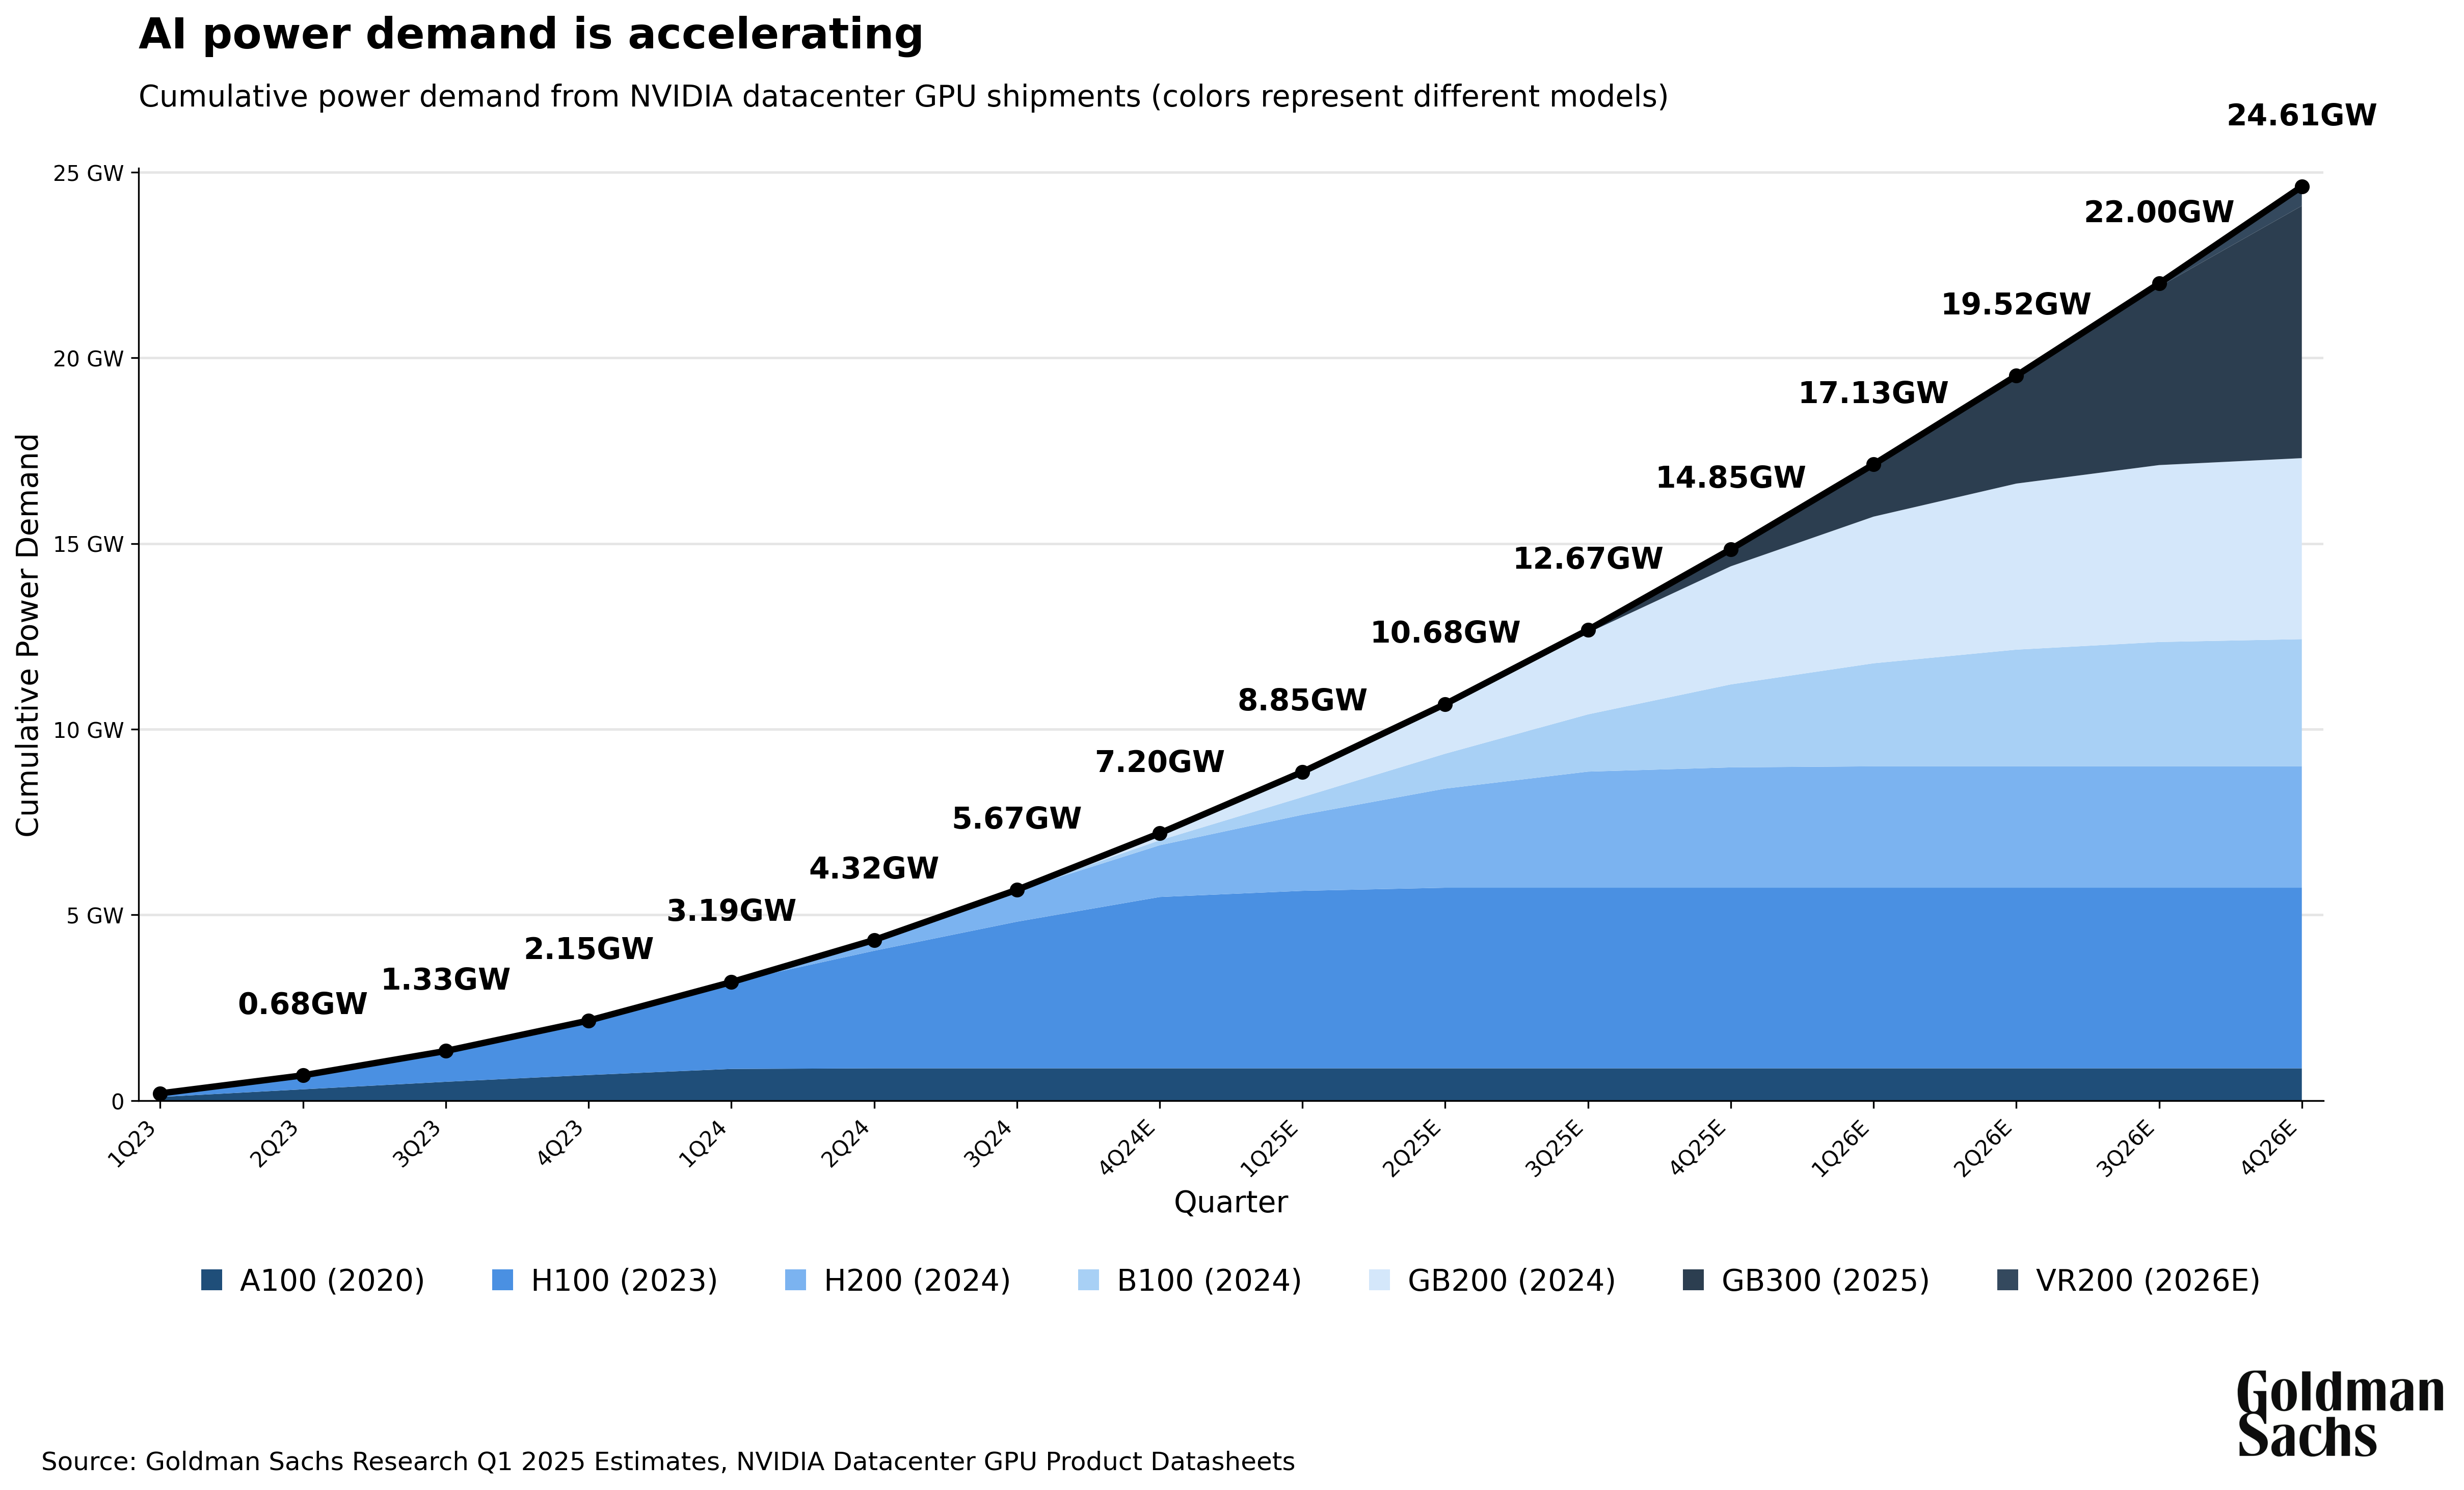 AI power demand is accelerating
Cumulative power demand from NVIDIA datacenter GPU shipments (colors represent different models)
24.61GW
22.00GW
19.52GW
17.13GW
14.85GW
12.67GW
10.68GW
8.85GW
7.20GW
5.67GW
4.32GW
3.19GW
2.15GW
1.33GW
0.68GW
25 GW
20 GW
15 GW
10 GW
5 GW
0
Cumulative Power Demand
1Q23
2Q23
3Q23
4Q23
1Q24
2Q24
3Q24
4Q24E
1Q25E
2Q25E
3Q25E
4Q25E
1Q26E
2Q26E
3Q26E
4Q26E
Quarter
A100 (2020) H100 (2023) H200 (2024) B100 (2024) GB200 (2024) GB300 (2025) VR200 (2026E)
Goldman
Sachs
Source: Goldman Sachs Research Q1 2025 Estimates, NVIDIA Datacenter GPU Product Datasheets